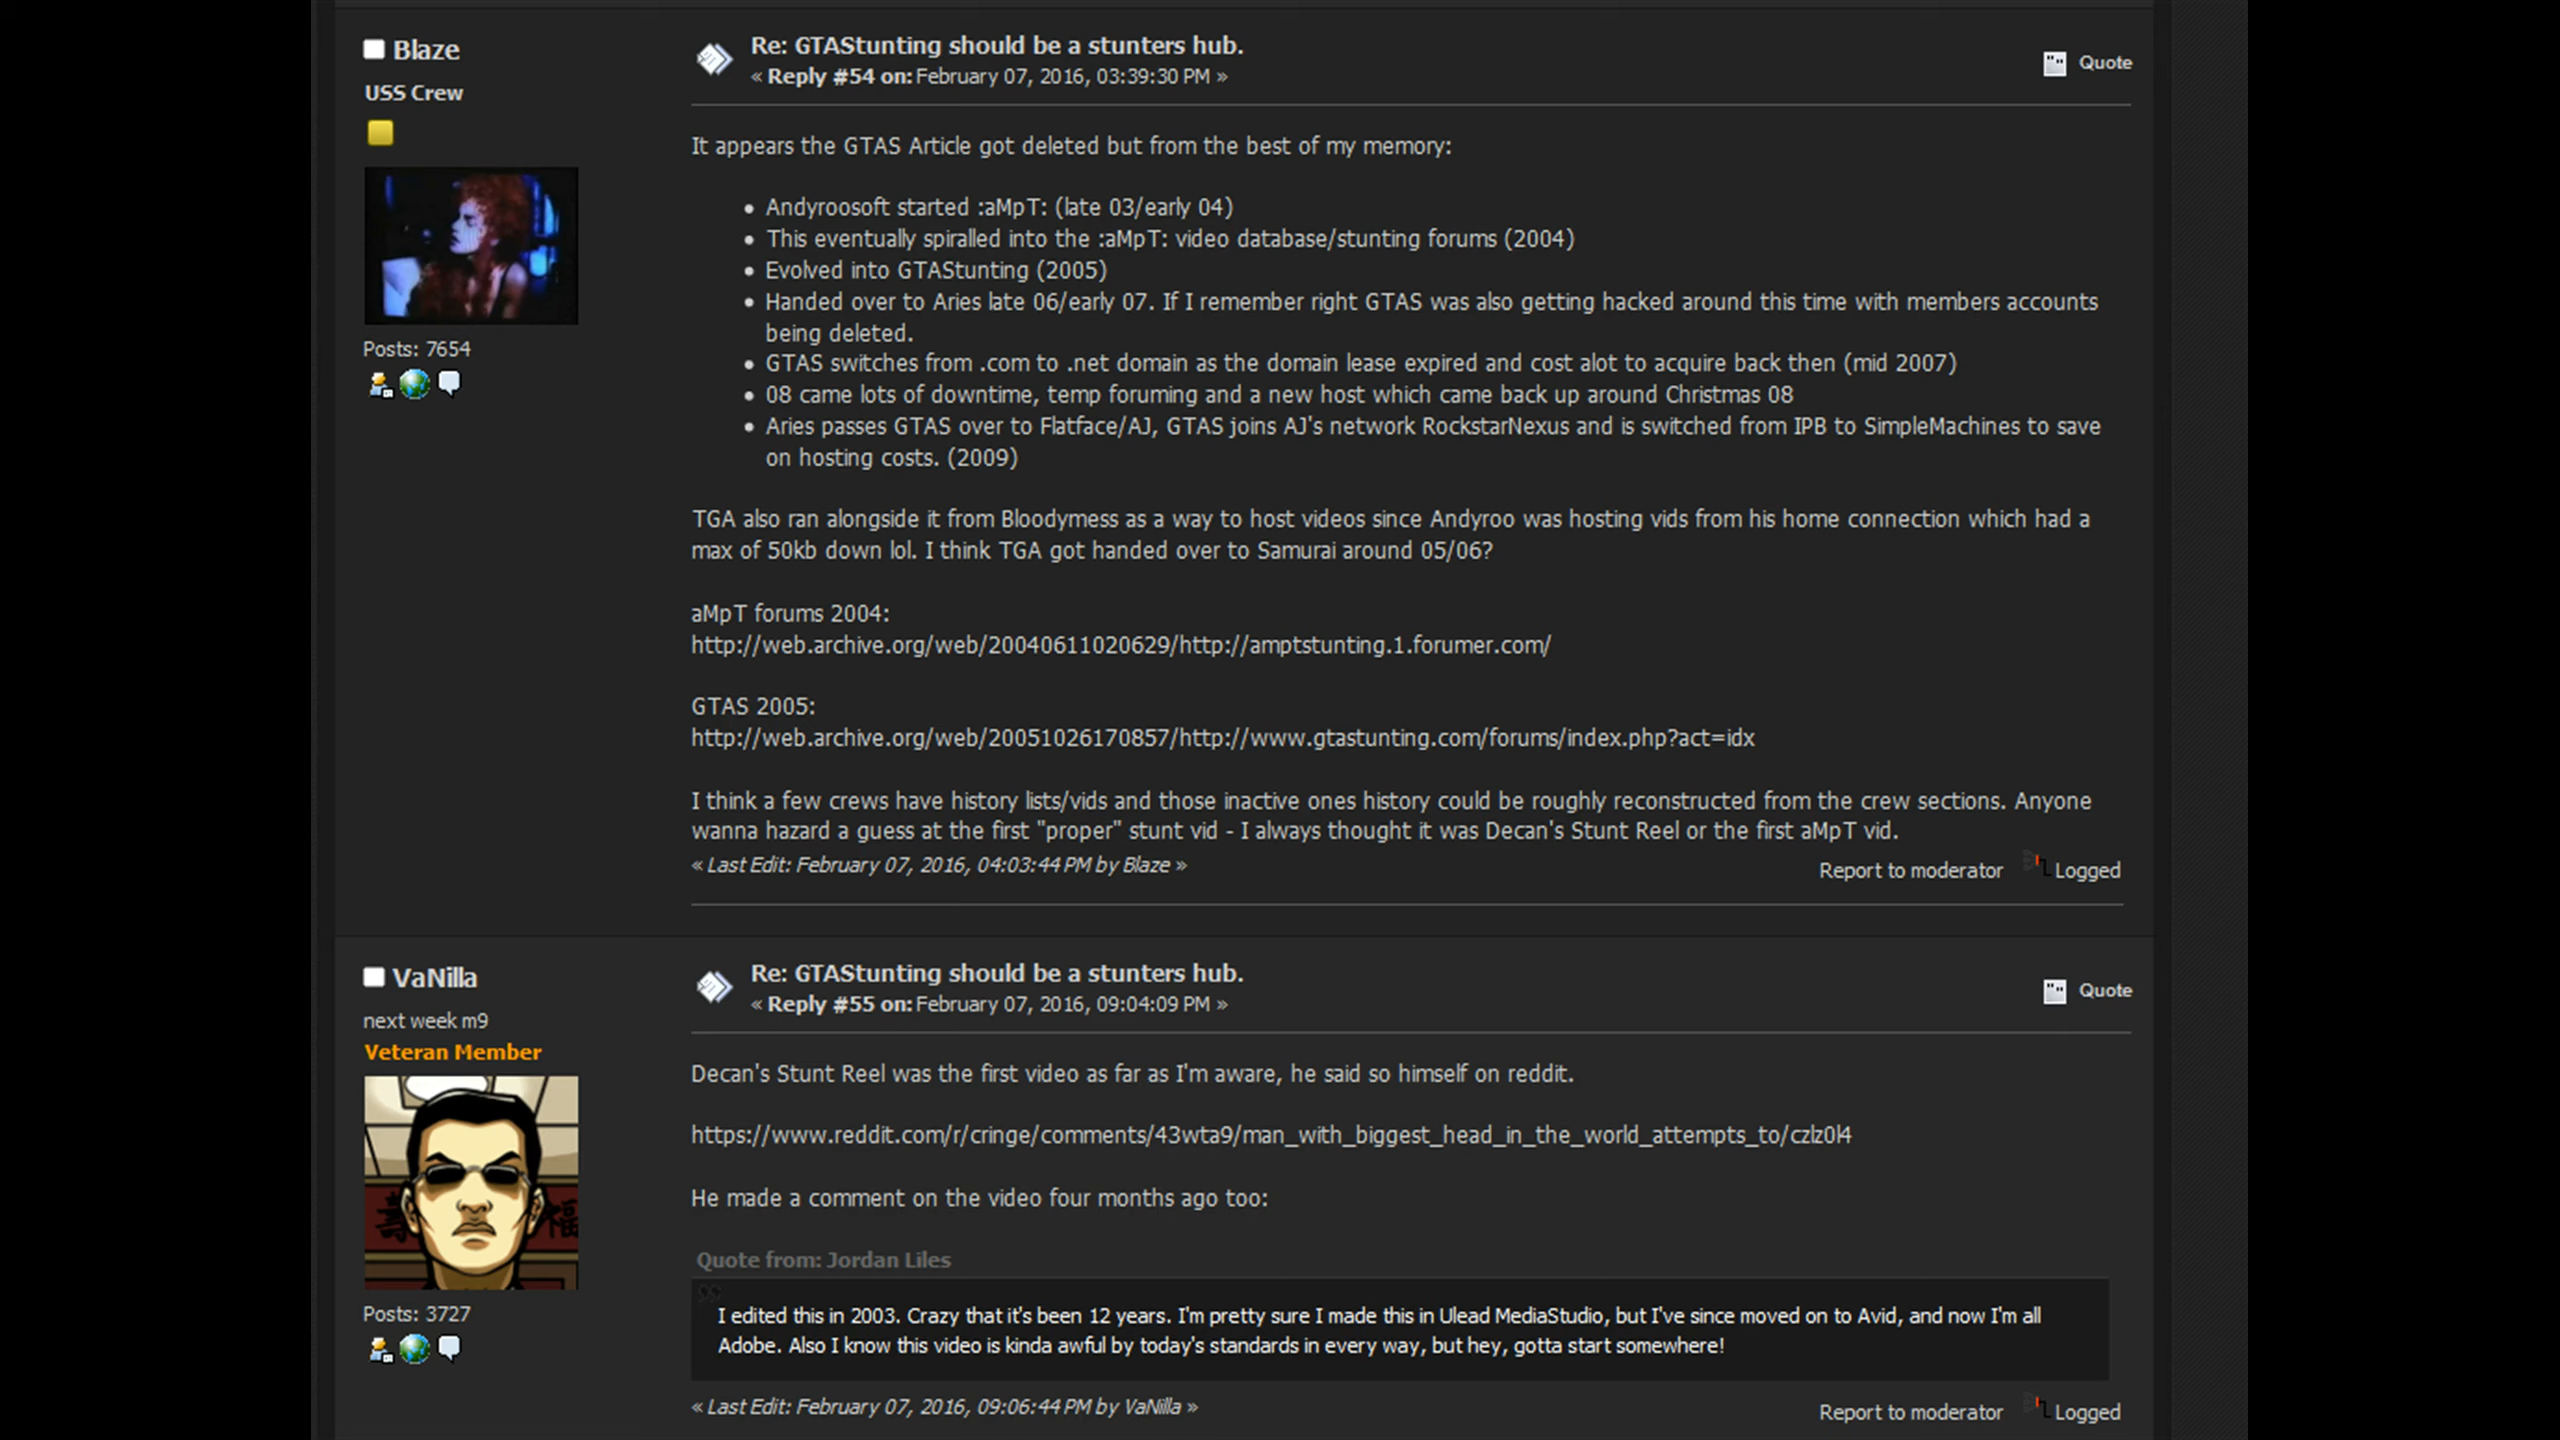 Blaze
USS Crew
Posts: 7654
Re: GTAStunting should be a stunters hub.
« Reply #54 on: February 07, 2016, 03:39:30 PM »
Quote
It appears the GTAS Article got deleted but from the best of my memory:
• Andyroosoft started :aMpT: (late 03/early 04)
• This eventually spiralled into the :aMpT: video database/stunting forums (2004)
• Evolved into GTAStunting (2005)
• Handed over to Aries late 06/early 07. If I remember right GTAS was also getting hacked around this time with members accounts
being deleted.
• GTAS switches from .com to .net domain as the domain lease expired and cost alot to acquire back then (mid 2007)
• 08 came lots of downtime, temp foruming and a new host which came back up around Christmas 08
• Aries passes GTAS over to Flatface/AJ, GTAS joins AJ's network RockstarNexus and is switched from IPB to SimpleMachines to save
on hosting costs. (2009)
TGA also ran alongside it from Bloodymess as a way to host videos since Andyroo was hosting vids from his home connection which had a
max of 50kb down lol. I think TGA got handed over to Samurai around 05/06?
aMpT forums 2004:
http://web.archive.org/web/20040611020629/http://amptstunting.1.forumer.com/
GTAS 2005:
http://web.archive.org/web/20051026170857/http://www.gtastunting.com/forums/index.php?act=idx
I think a few crews have history lists/vids and those inactive ones history could be roughly reconstructed from the crew sections. Anyone
wanna hazard a guess at the first "proper" stunt vid - I always thought it was Decan's Stunt Reel or the first aMpT vid.
« Last Edit: February 07, 2016, 04:03:44 PM by Blaze »
Report to moderator Logged
VaNilla
next week m9
Veteran Member
福
Posts: 3727
Re: GTAStunting should be a stunters hub.
« Reply #55 on: February 07, 2016, 09:04:09 PM »
Quote
Decan's Stunt Reel was the first video as far as I'm aware, he said so himself on reddit.
https://www.reddit.com/r/cringe/comments/43wta9/man_with_biggest_head_in_the_world_attempts_to/czlz0l4
He made a comment on the video four months ago too:
Quote from: Jordan Liles
I edited this in 2003. Crazy that it's been 12 years. I'm pretty sure I made this in Ulead MediaStudio, but I've since moved on to Avid, and now I'm all
Adobe. Also I know this video is kinda awful by today's standards in every way, but hey, gotta start somewhere!
« Last Edit: February 07, 2016, 09:06:44 PM by VaNilla »
Report to moderator Logged